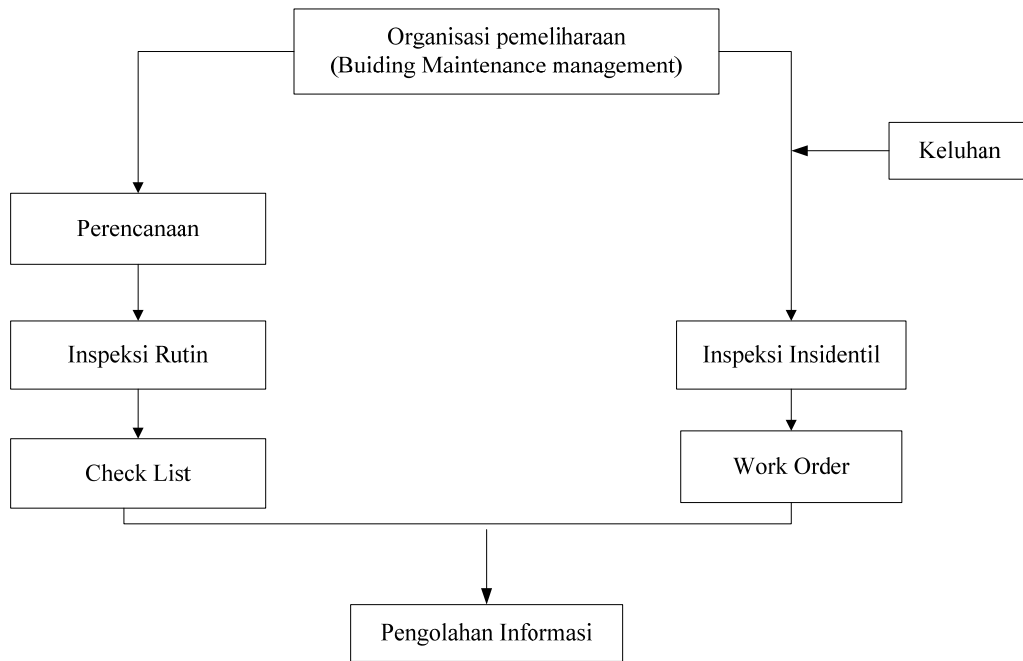 Organisasi pemeliharaan
(Buiding Maintenance management)
Keluhan
Perencanaan
Inspeksi Rutin
Inspeksi Insidentil
Check List
Work Order
Pengolahan Informasi